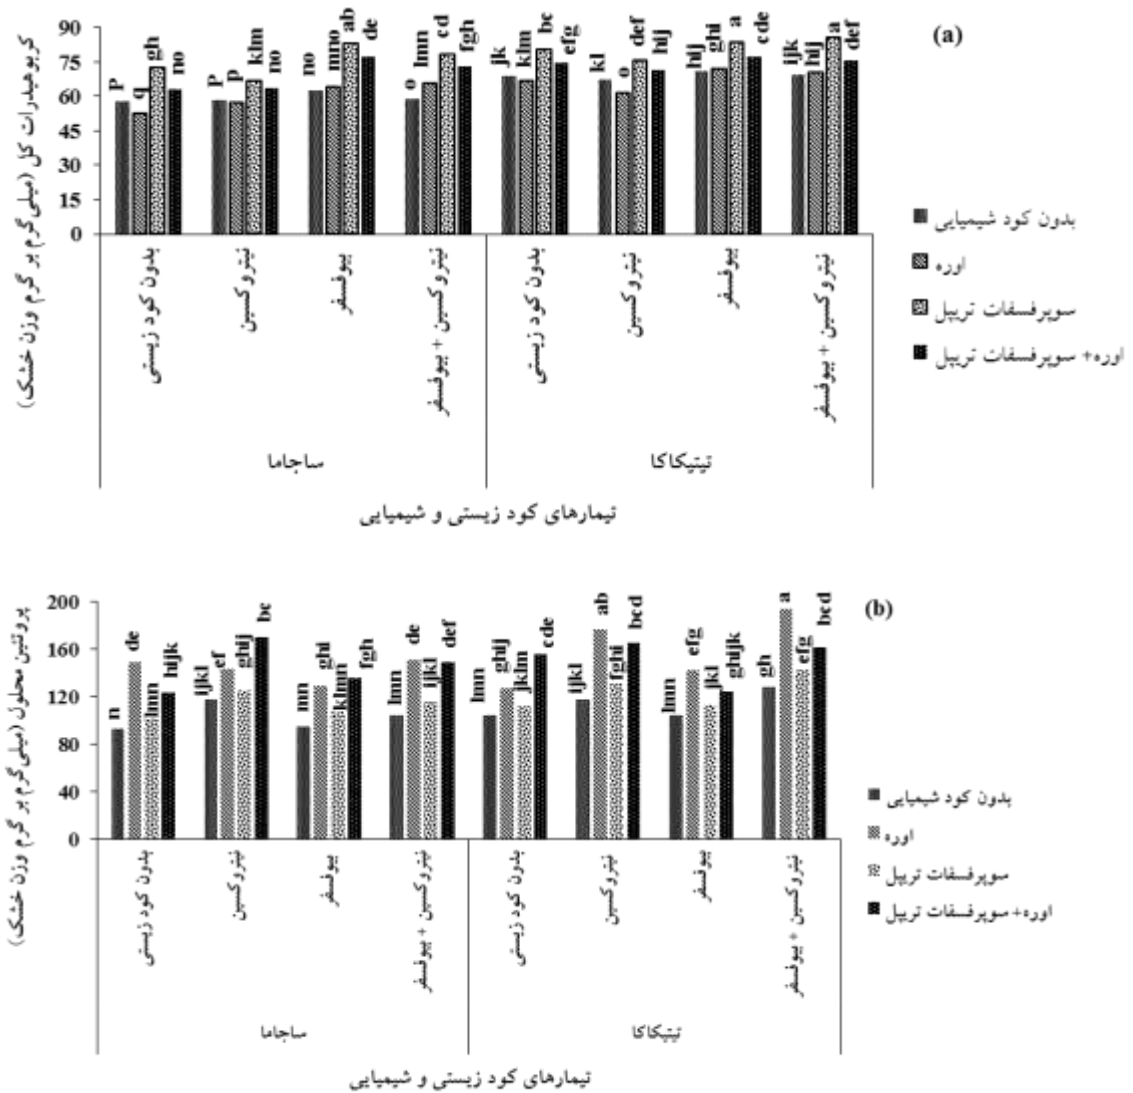 (a)
کربوهیدرات کل (میلی‌گرم بر گرم وزن خشک)
90
75
60
45
30
15
0
P q gh no
P p klm no
no mno ab de
o lmn cd fgh
jk klm bc efg
kl o def hij
hij ghi a cde
ijk hij a def
بدون کود زیستی
نیتروکسین
بیوفسفر
نیتروکسین + بیوفسفر
بدون کود زیستی
نیتروکسین
بیوفسفر
نیتروکسین + بیوفسفر
ساجاما
تیتیکاکا
تیمارهای کود زیستی و شیمیایی
بدون کود شیمیایی
اوره
سوپرفسفات تریپل
اوره+ سوپرفسفات تریپل
(b)
پروتئین محلول (میلی‌گرم بر گرم وزن خشک)
200
160
120
80
40
0
n de lmn hijk
ijkl ef ghij bc
mn ghi klmn fgh
lmn de ijkl def
lmn ghij jklm cde
ijkl ab fghi bcd
lmn efg jkl ghijk
gh a efg bcd
بدون کود زیستی
نیتروکسین
بیوفسفر
نیتروکسین + بیوفسفر
بدون کود زیستی
نیتروکسین
بیوفسفر
نیتروکسین + بیوفسفر
ساجاما
تیتیکاکا
تیمارهای کود زیستی و شیمیایی
بدون کود شیمیایی
اوره
سوپرفسفات تریپل
اوره+سوپرفسفات تریپل